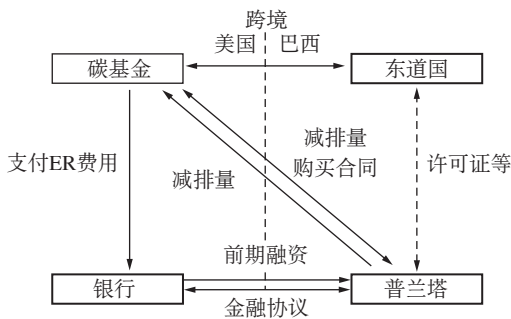 跨境
美国 巴西
碳基金
东道国
支付ER费用
减排量
减排量
购买合同
许可证等
前期融资
银行
普兰塔
金融协议